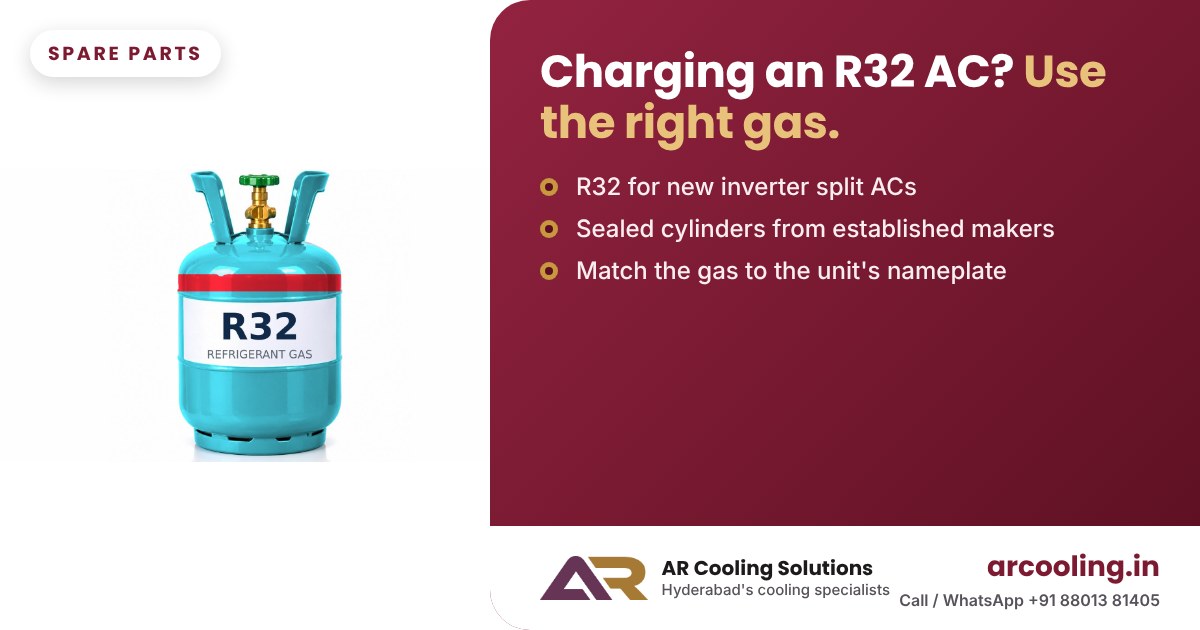 SPARE PARTS
Charging an R32 AC? Use
the right gas.
R32 for new inverter split ACs
Sealed cylinders from established makers
Match the gas to the unit's nameplate
R32
REFRIGERANT GAS
AR
AR Cooling Solutions
Hyderabad's cooling specialists
arcooling.in
Call / WhatsApp +91 88013 81405